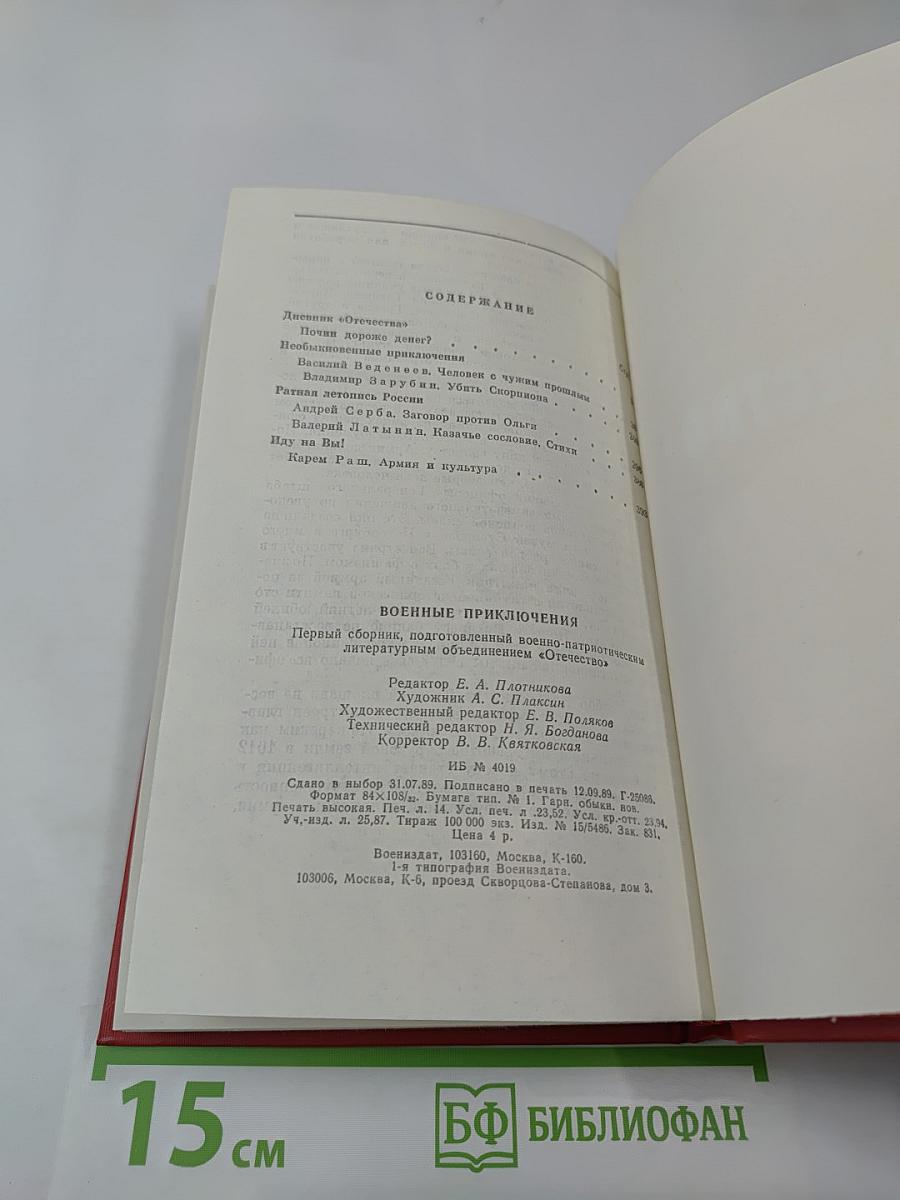 СОДЕРЖАНИЕ
Дневник «Отечества»
Почин дороже денег?
Необыкновенные приключения
Василий Веденеев. Человек с чужим прошлым
Владимир Зарубин. Убить Скорпиона
Ратная летопись России
Андрей Серба. Заговор против Ольги
Валерий Латынин. Казачье сословие. Стихи
Иду на Вы!
Карем Раш. Армия и культура
ВОЕННЫЕ ПРИКЛЮЧЕНИЯ
Первый сборник, подготовленный военно-патриотическим
литературным объединением «Отечество»
Редактор Е. А. Плотникова
Художник А. С. Плаксин
Художественный редактор Е. В. Поляков
Технический редактор Н. Я. Богданова
Корректор В. В. Квятковская
ИБ № 4019
Сдано в набор 31.07.89. Подписано в печать 12.09.89. Г-25086.
Формат 84×108/32. Бумага тип. № 1. Гарн. обыкн. нов.
Печать высокая. Печ. л. 14. Усл. печ. л .23,52. Усл. кр.-отт. 23,94.
Уч,-изд. л. 25,87. Тираж 100 000 экз. Изд. № 15/5486. Зак. 831.
Цена 4 р.
Воениздат, 103160, Москва, К-160.
1-я типография Воениздата.
103006, Москва, К-6, проезд Скворцова-Степанова, дом 3.
15 см
БФ БИБЛИОФАН